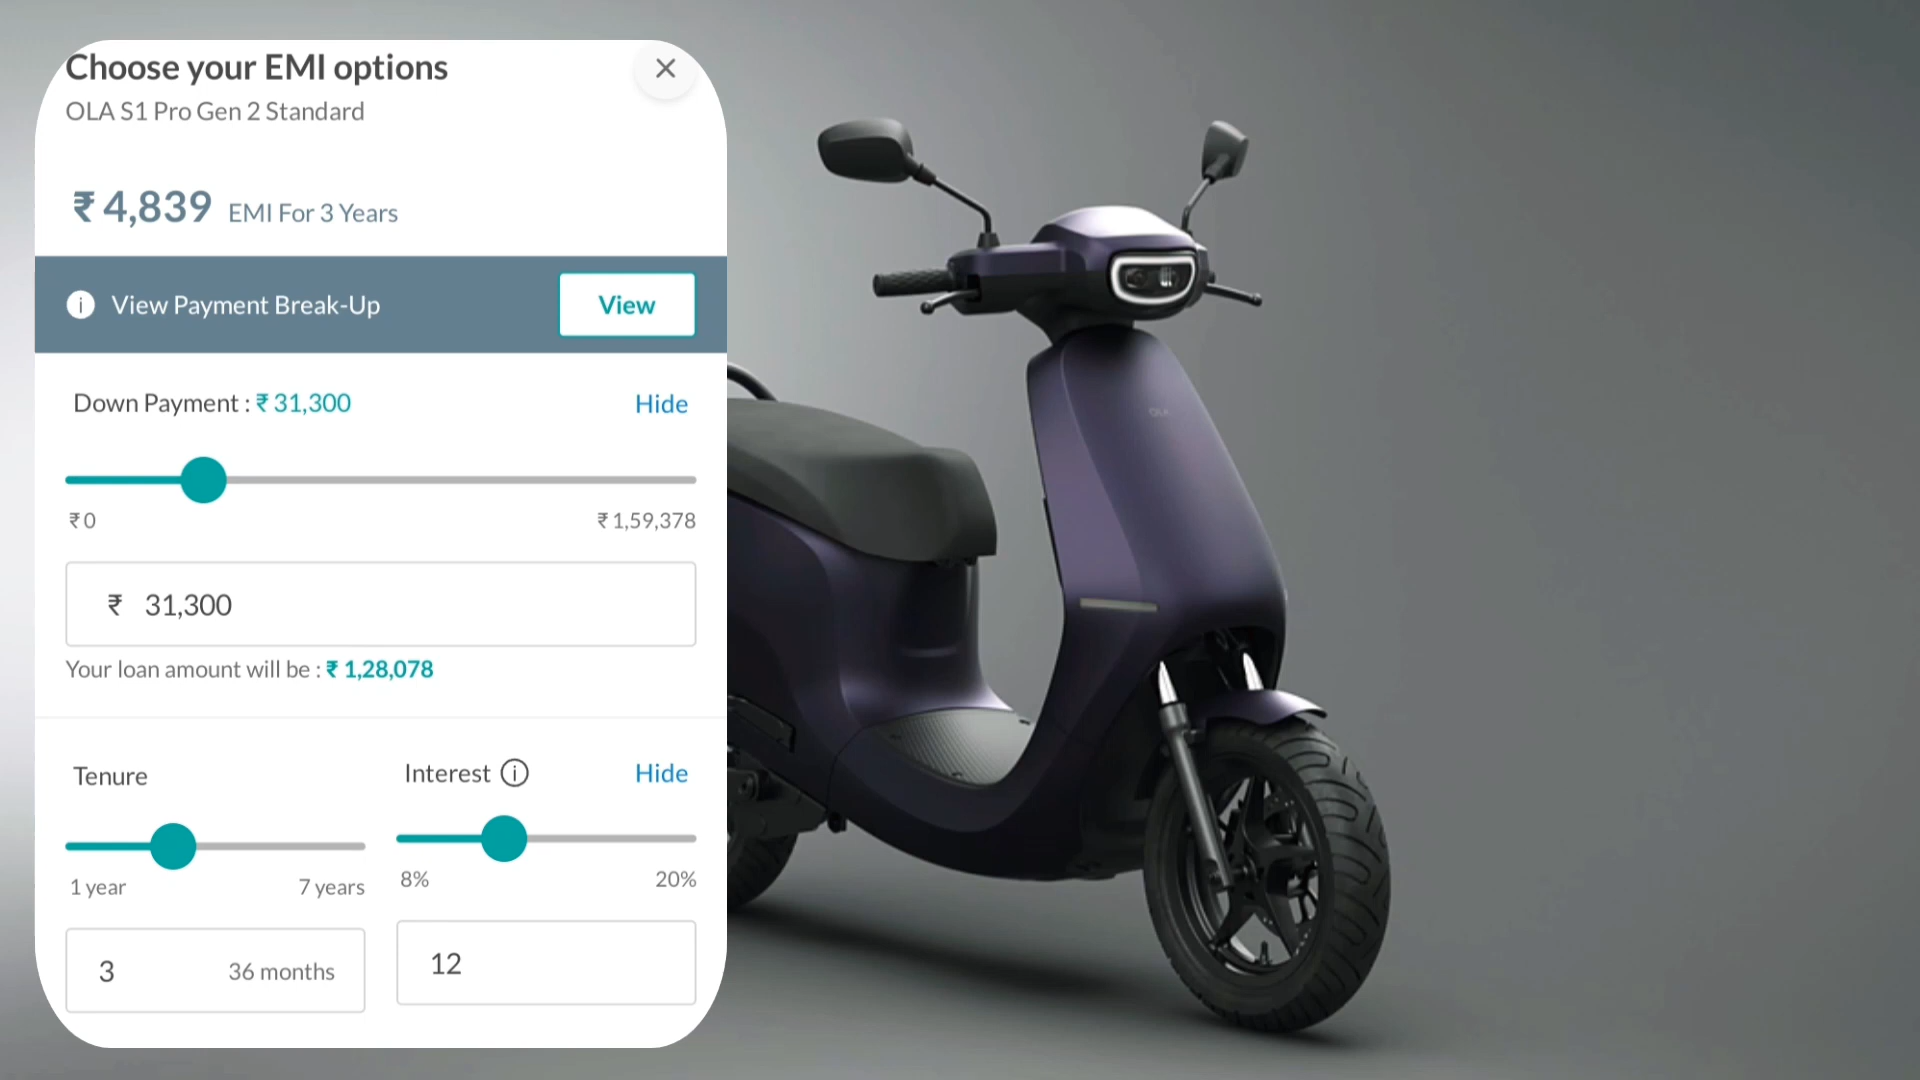 Choose your EMI options
OLA S1 Pro Gen 2 Standard
₹ 4,839 EMI For 3 Years
View Payment Break-Up View
Down Payment : ₹ 31,300 Hide
₹ 0 ₹ 1,59,378
₹ 31,300
Your loan amount will be : ₹ 1,28,078
Tenure Interest Hide
1 year 7 years 8% 20%
3 36 months 12
OLA